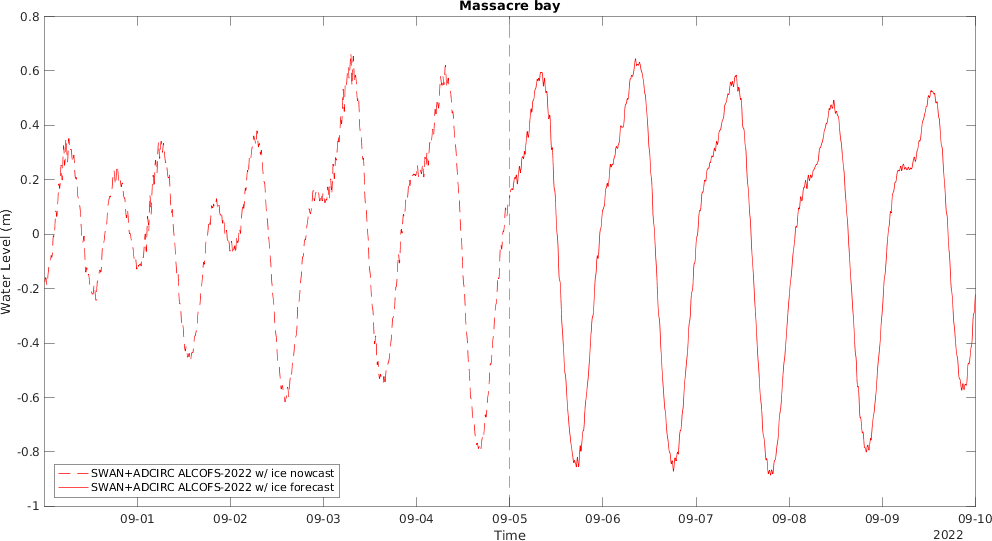 Massacre bay
0.8
0.6
0.4
0.2
0
-0.2
-0.4
-0.6
-0.8
-1
Water Level (m)
SWAN+ADCIRC ALCOFS-2022 w/ ice nowcast
SWAN+ADCIRC ALCOFS-2022 w/ ice forecast
09-01 09-02 09-03 09-04 09-05 09-06 09-07 09-08 09-09 09-10
Time
2022